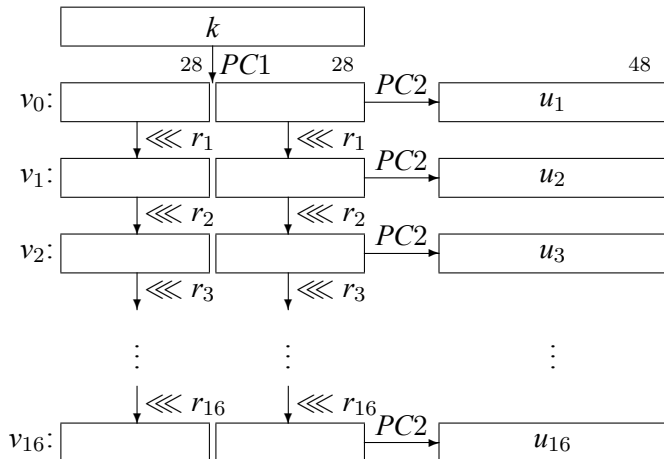 k
28 PC1 28 48
v0: PC2 u1
⋘ r1 ⋘ r1
v1: PC2 u2
⋘ r2 ⋘ r2
v2: PC2 u3
⋘ r3 ⋘ r3
⋮ ⋮ ⋮
⋘ r16 ⋘ r16
v16: PC2 u16